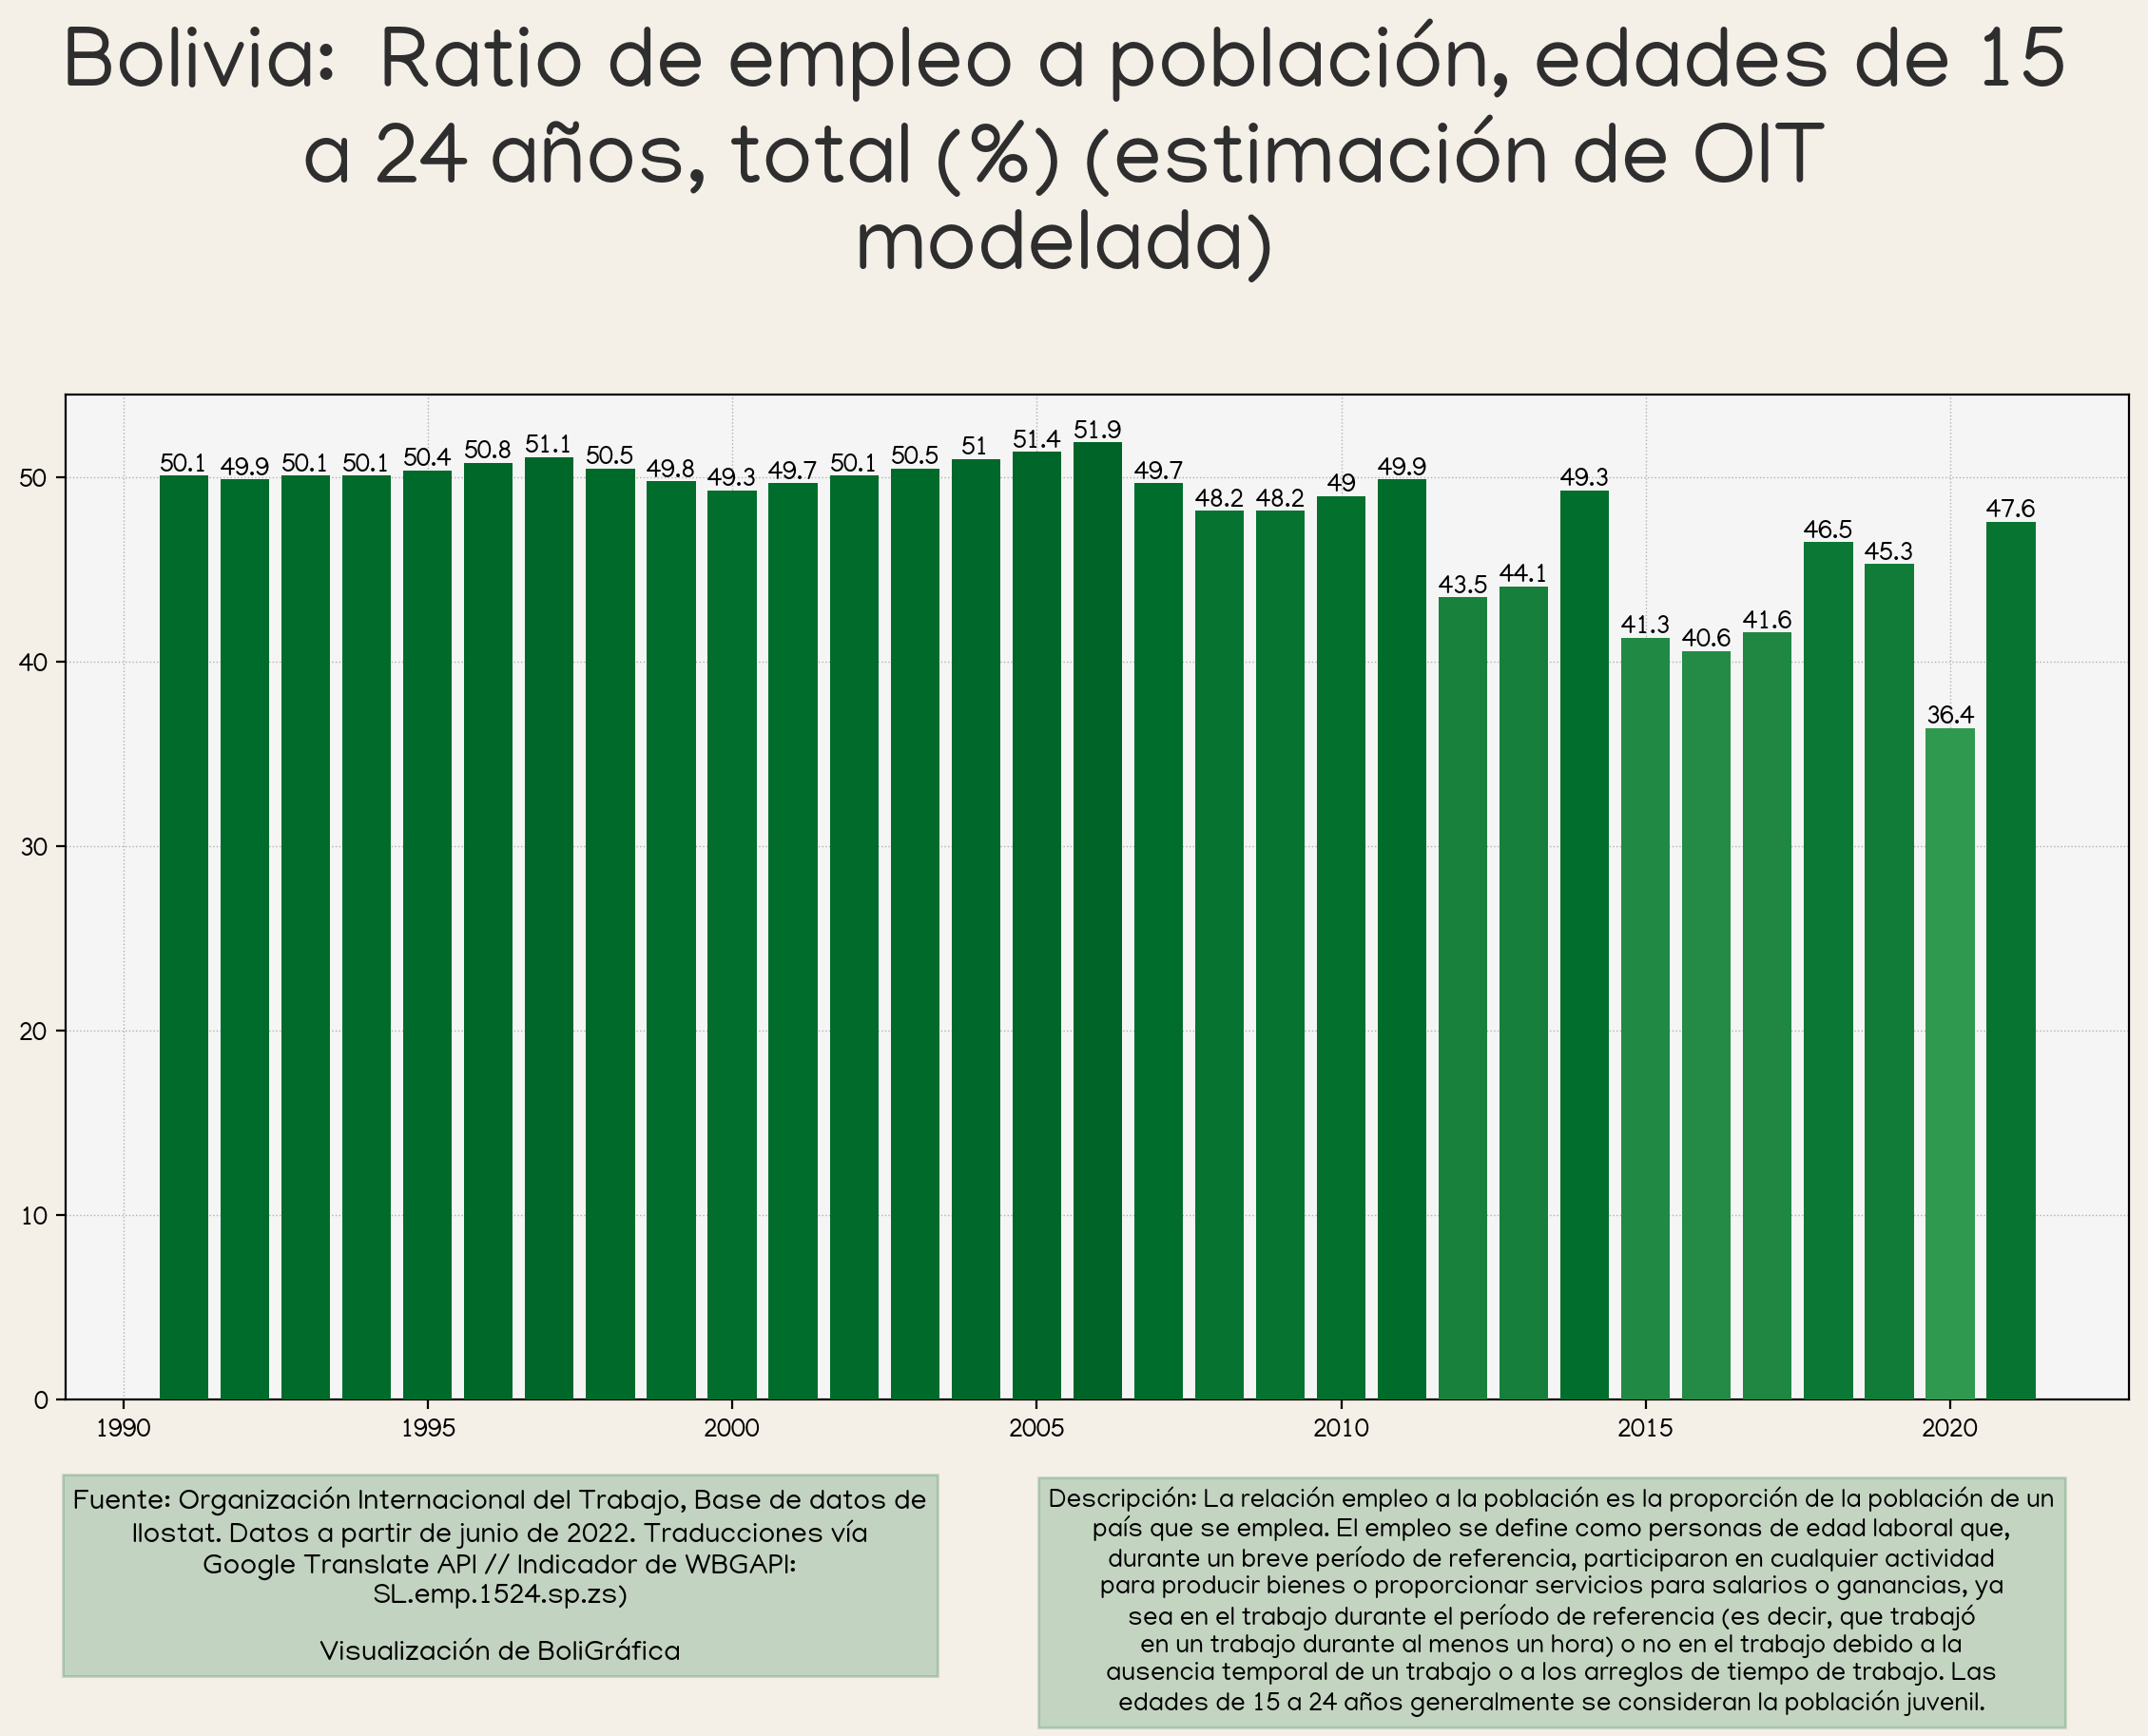 Bolivia: Ratio de empleo a población, edades de 15
a 24 años, total (%) (estimación de OIT
modelada)
50.1 49.9 50.1 50.1 50.4 50.8 51.1 50.5 49.8 49.3 49.7 50.1 50.5 51 51.4 51.9 49.7 48.2 48.2 49 49.9 43.5 44.1 49.3 41.3 40.6 41.6 46.5 45.3 36.4 47.6
50
40
30
20
10
0
1990 1995 2000 2005 2010 2015 2020
Fuente: Organización Internacional del Trabajo, Base de datos de
Ilostat. Datos a partir de junio de 2022. Traducciones vía
Google Translate API // Indicador de WBGAPI:
SL.emp.1524.sp.zs)
Visualización de BoliGráfica
Descripción: La relación empleo a la población es la proporción de la población de un
país que se emplea. El empleo se define como personas de edad laboral que,
durante un breve período de referencia, participaron en cualquier actividad
para producir bienes o proporcionar servicios para salarios o ganancias, ya
sea en el trabajo durante el período de referencia (es decir, que trabajó
en un trabajo durante al menos un hora) o no en el trabajo debido a la
ausencia temporal de un trabajo o a los arreglos de tiempo de trabajo. Las
edades de 15 a 24 años generalmente se consideran la población juvenil.